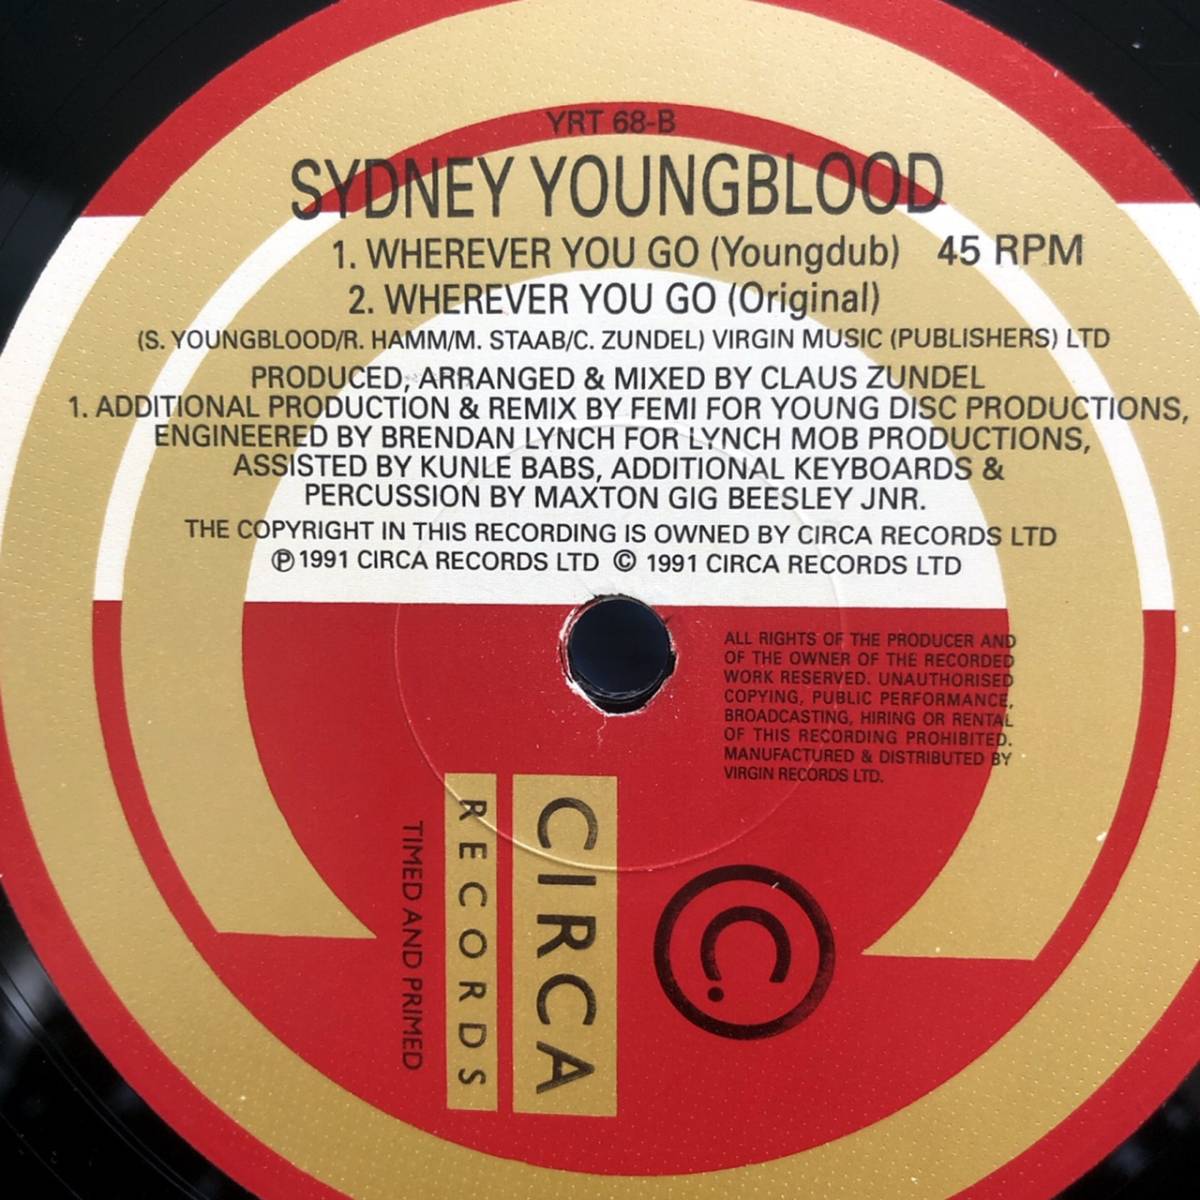 YRT 68-B
SYDNEY YOUNGBLOOD
1. WHEREVER YOU GO (Youngdub) 45 RPM
2. WHEREVER YOU GO (Original)
(S. YOUNGBLOOD/R. HAMM/M. STAAB/C. ZUNDEL) VIRGIN MUSIC (PUBLISHERS) LTD
PRODUCED, ARRANGED & MIXED BY CLAUS ZUNDEL
1. ADDITIONAL PRODUCTION & REMIX BY FEMI FOR YOUNG DISC PRODUCTIONS,
ENGINEERED BY BRENDAN LYNCH FOR LYNCH MOB PRODUCTIONS,
ASSISTED BY KUNLE BABS, ADDITIONAL KEYBOARDS &
PERCUSSION BY MAXTON GIG BEESLEY JNR.
THE COPYRIGHT IN THIS RECORDING IS OWNED BY CIRCA RECORDS LTD
℗ 1991 CIRCA RECORDS LTD © 1991 CIRCA RECORDS LTD
ALL RIGHTS OF THE PRODUCER AND
OF THE OWNER OF THE RECORDED
WORK RESERVED. UNAUTHORISED
COPYING, PUBLIC PERFORMANCE,
BROADCASTING, HIRING OR RENTAL
OF THIS RECORDING PROHIBITED.
MANUFACTURED & DISTRIBUTED BY
VIRGIN RECORDS LTD.
C.
CIRCA
RECORDS
TIMED AND PRIMED